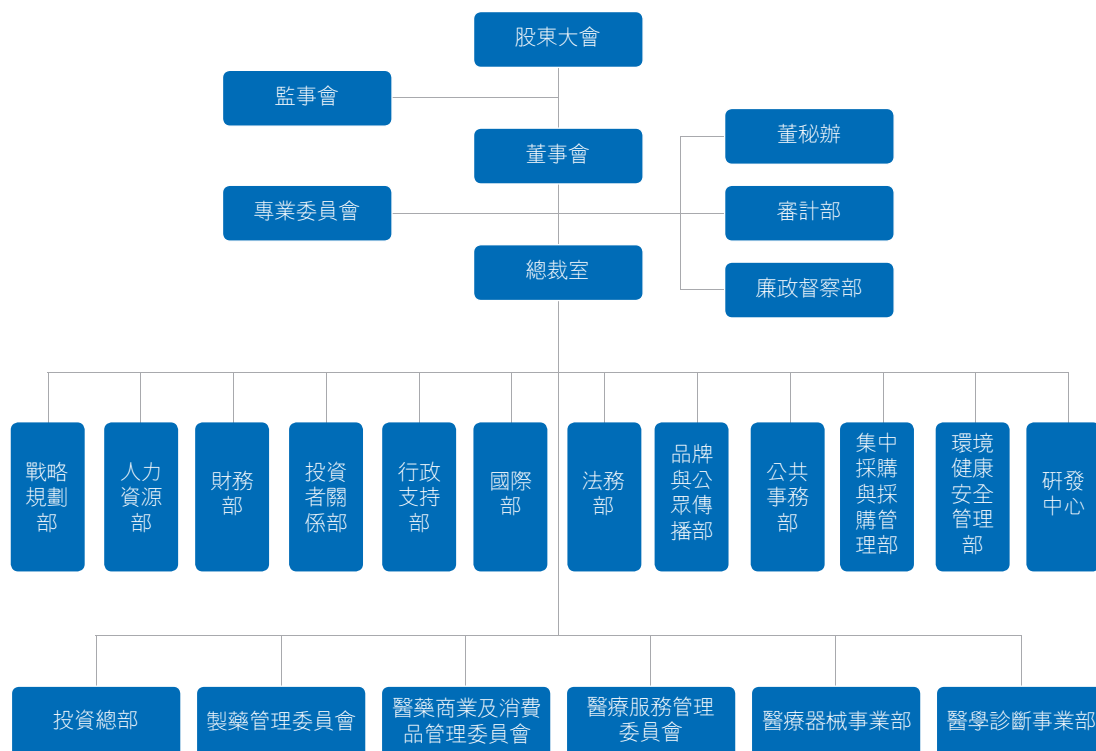 股東大會
監事會
董事會
董秘辦
專業委員會
審計部
總裁室
廉政督察部
戰略
規劃
部
人力
資源
部
財務
部
投資
者關
係部
行政
支持
部
國際
部
法務
部
品牌
與公
眾傳
播部
公共
事務
部
集中
採購
與採
購管
理部
環境
健康
安全
管理
部
研發
中心
投資總部
製藥管理委員會
醫藥商業及消費
品管理委員會
醫療服務管理
委員會
醫療器械事業部
醫學診斷事業部